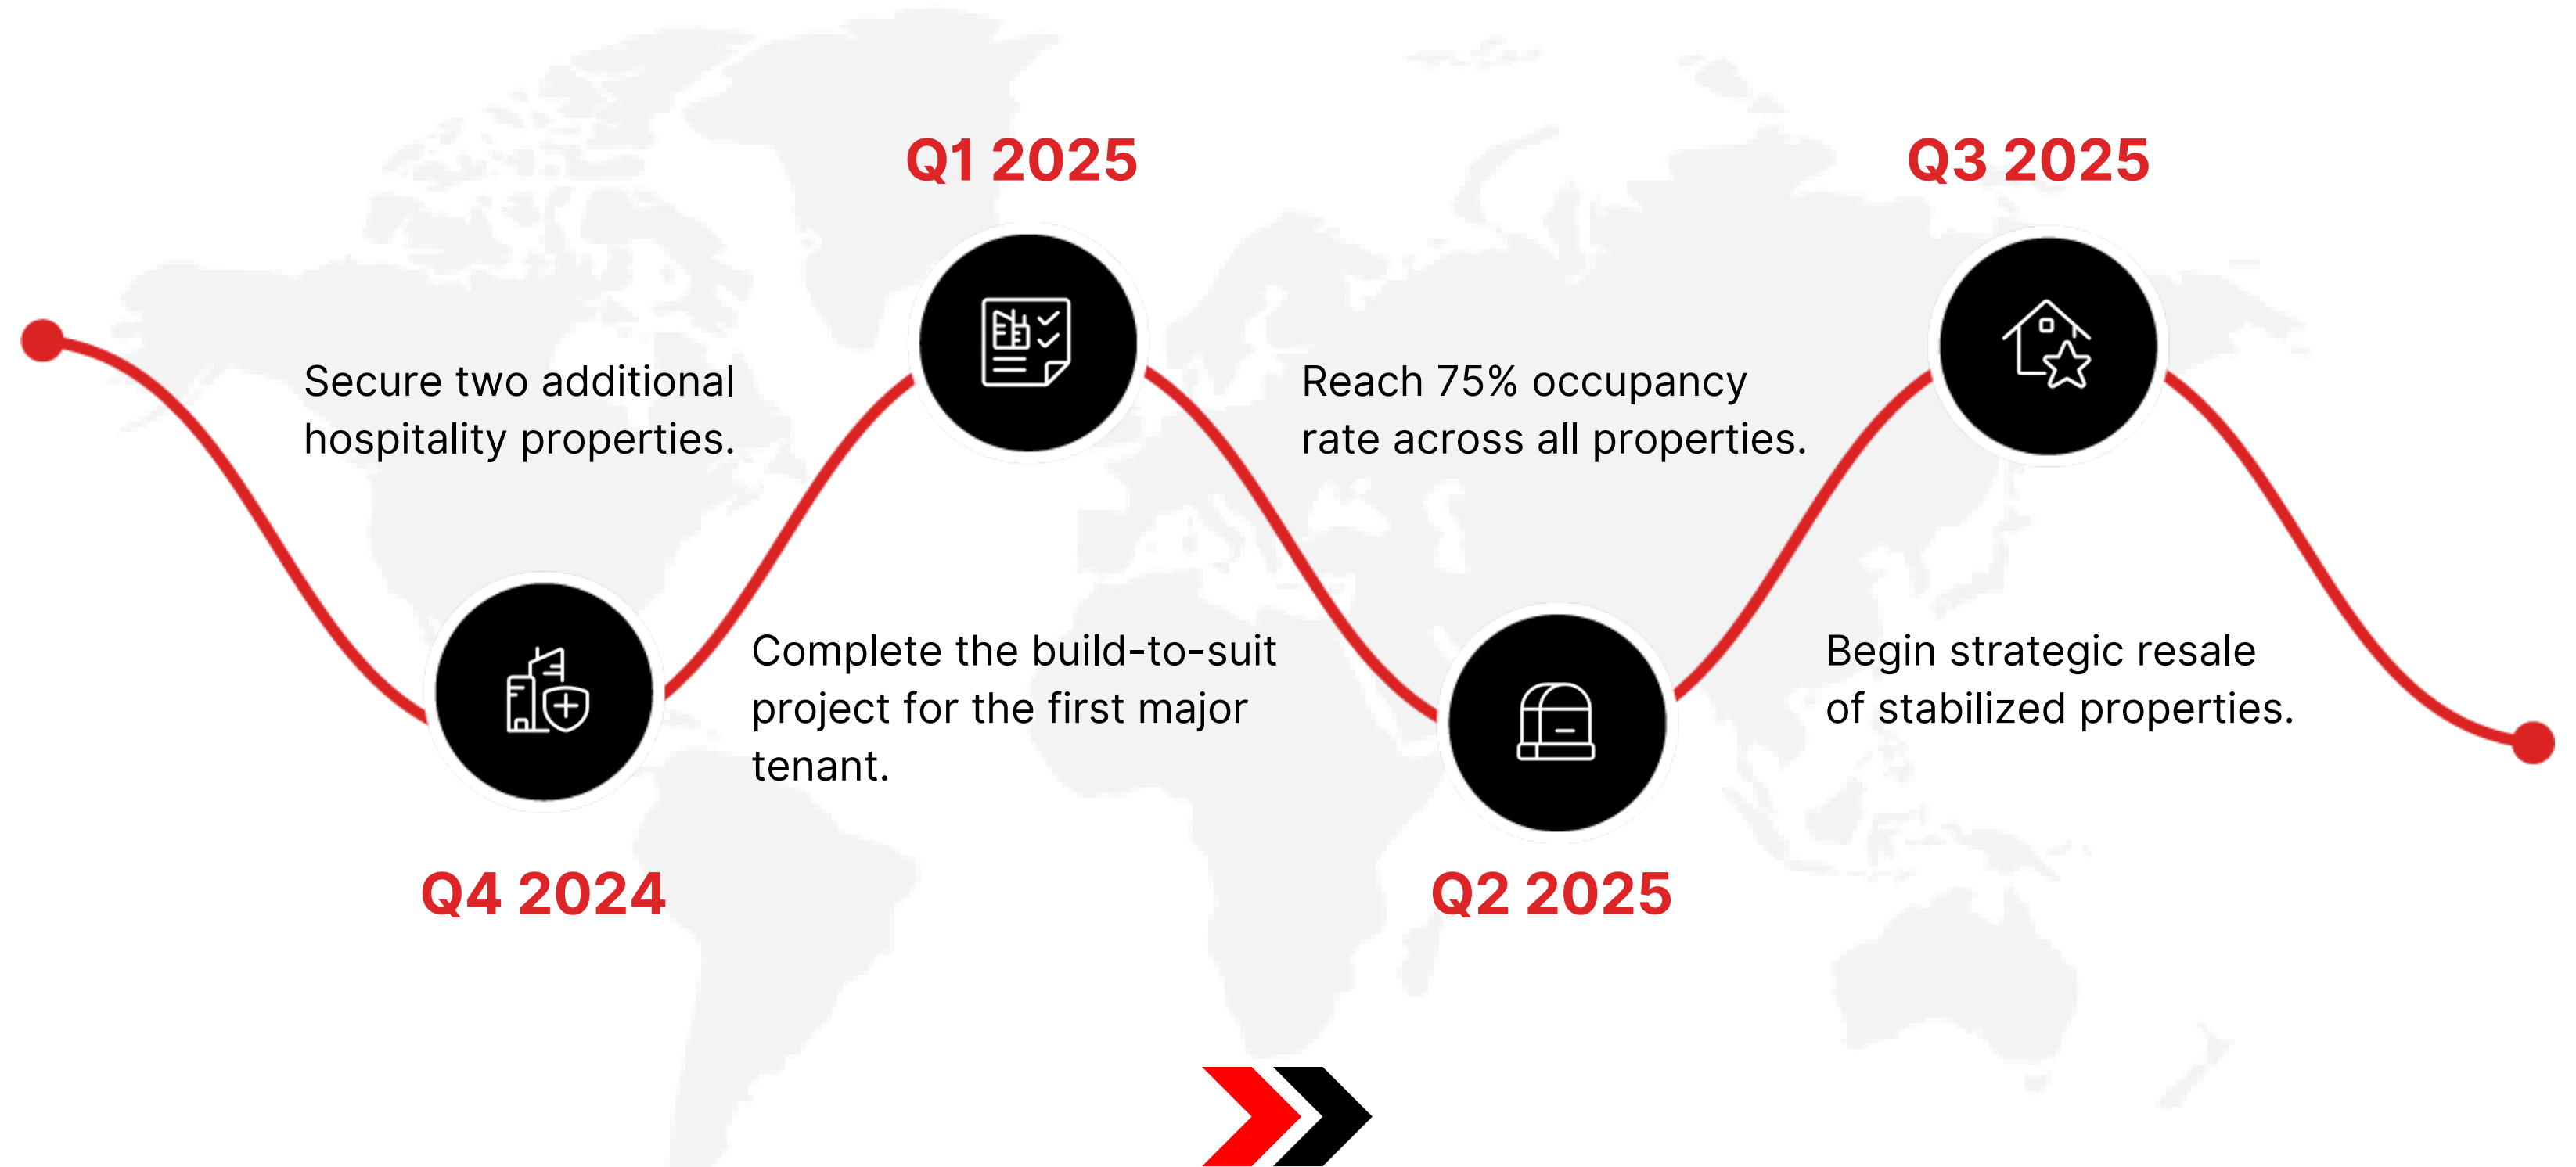 Q4 2024
Secure two additional
hospitality properties.
Q1 2025
Complete the build-to-suit
project for the first major
tenant.
Q2 2025
Reach 75% occupancy
rate across all properties.
Q3 2025
Begin strategic resale
of stabilized properties.